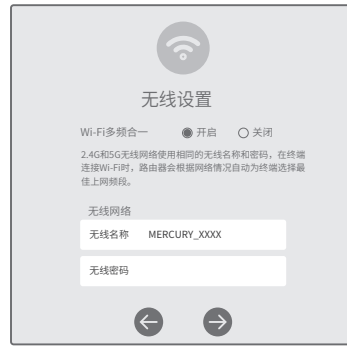 无线设置
Wi-Fi多频合一 开启 关闭
2.4G和5G无线网络使用相同的无线名称和密码，在终端
连接Wi-Fi时，路由器会根据网络情况自动为终端选择最
佳上网频段。
无线网络
无线名称 MERCURY_XXXX
无线密码